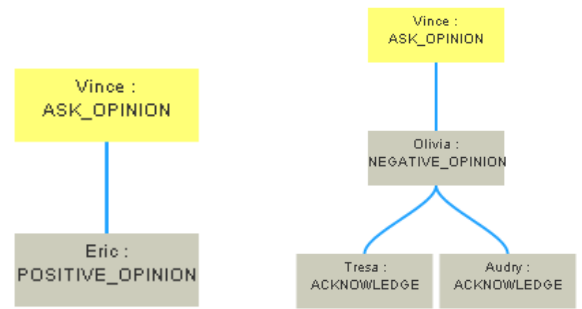 Vince :
ASK_OPINION
Eric :
POSITIVE_OPINION
Vince :
ASK_OPINION
Olivia :
NEGATIVE_OPINION
Tresa :
ACKNOWLEDGE
Audry :
ACKNOWLEDGE